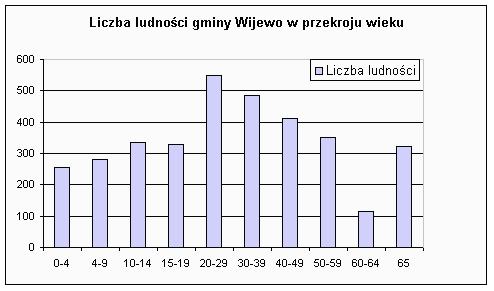 Liczba ludności gminy Wijewo w przekroju wieku
Liczba ludności
600
500
400
300
200
100
0
0-4 4-9 10-14 15-19 20-29 30-39 40-49 50-59 60-64 65